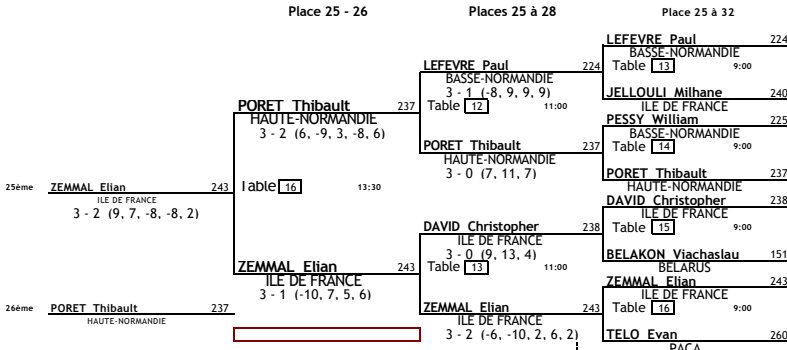 Place 25 - 26 Places 25 à 28 Place 25 à 32
LEFEVRE Paul 224
BASSE-NORMANDIE
LEFEVRE Paul 224 Table 13 9:00
BASSE-NORMANDIE
3 - 1 (-8, 9, 9, 9) JELLOULI Milhane 240
PORET Thibault 237 Table 12 11:00 ILE DE FRANCE
HAUTE-NORMANDIE PESSY William 225
3 - 2 (6, -9, 3, -8, 6) BASSE-NORMANDIE
PORET Thibault 237 Table 14 9:00
HAUTE-NORMANDIE
3 - 0 (7, 11, 7) PORET Thibault 237
25ème ZEMMAL Elian 243 Table 16 13:30 HAUTE-NORMANDIE
ILE DE FRANCE DAVID Christopher 238
3 - 2 (9, 7, -8, -8, 2) ILE DE FRANCE
DAVID Christopher 238 Table 15 9:00
ILE DE FRANCE
3 - 0 (9, 13, 4) BELAKON Viachaslau 151
ZEMMAL Elian 243 Table 13 11:00 BELARUS
ILE DE FRANCE ZEMMAL Elian 243
3 - 1 (-10, 7, 5, 6) ILE DE FRANCE
26ème PORET Thibault 237 ZEMMAL Elian 243 Table 16 9:00
HAUTE-NORMANDIE ILE DE FRANCE
3 - 2 (-6, -10, 2, 6, 2) TELO Evan 260
PACA